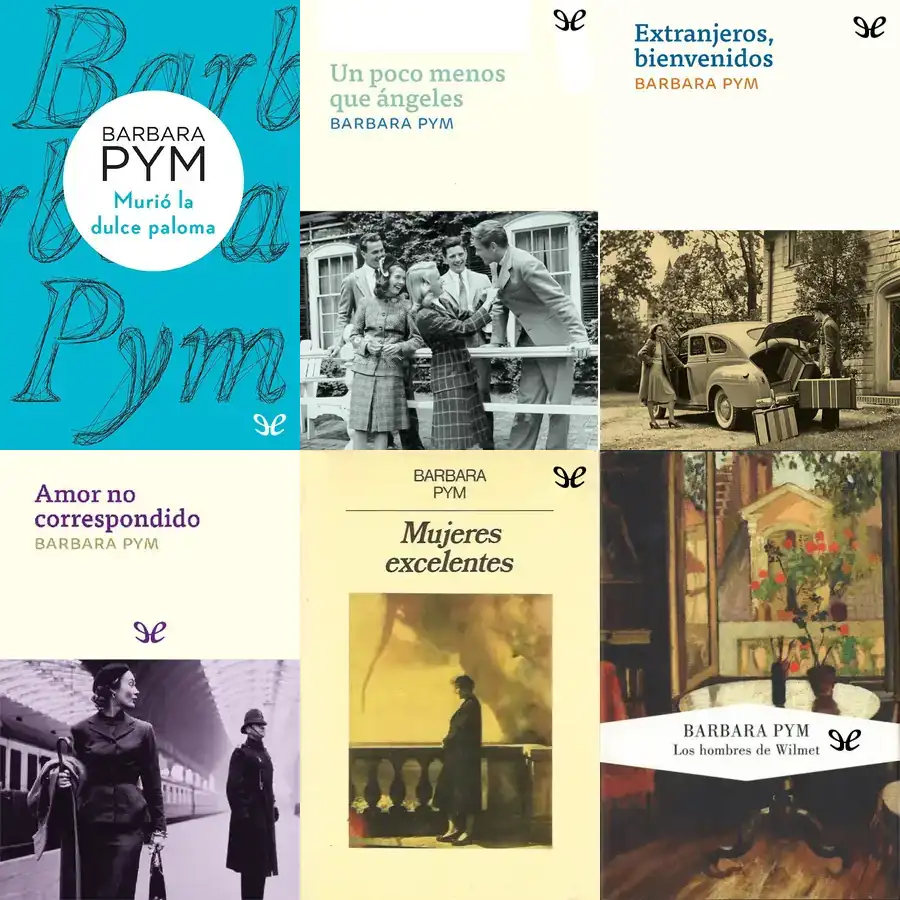 Barb
BARBARA
PYM
Murió la
dulce paloma
rbara
Pym
Un poco menos
que ángeles
BARBARA PYM
Extranjeros,
bienvenidos
BARBARA PYM
Amor no
correspondido
BARBARA PYM
BARBARA
PYM
Mujeres
excelentes
BARBARA PYM
Los hombres de Wilmet